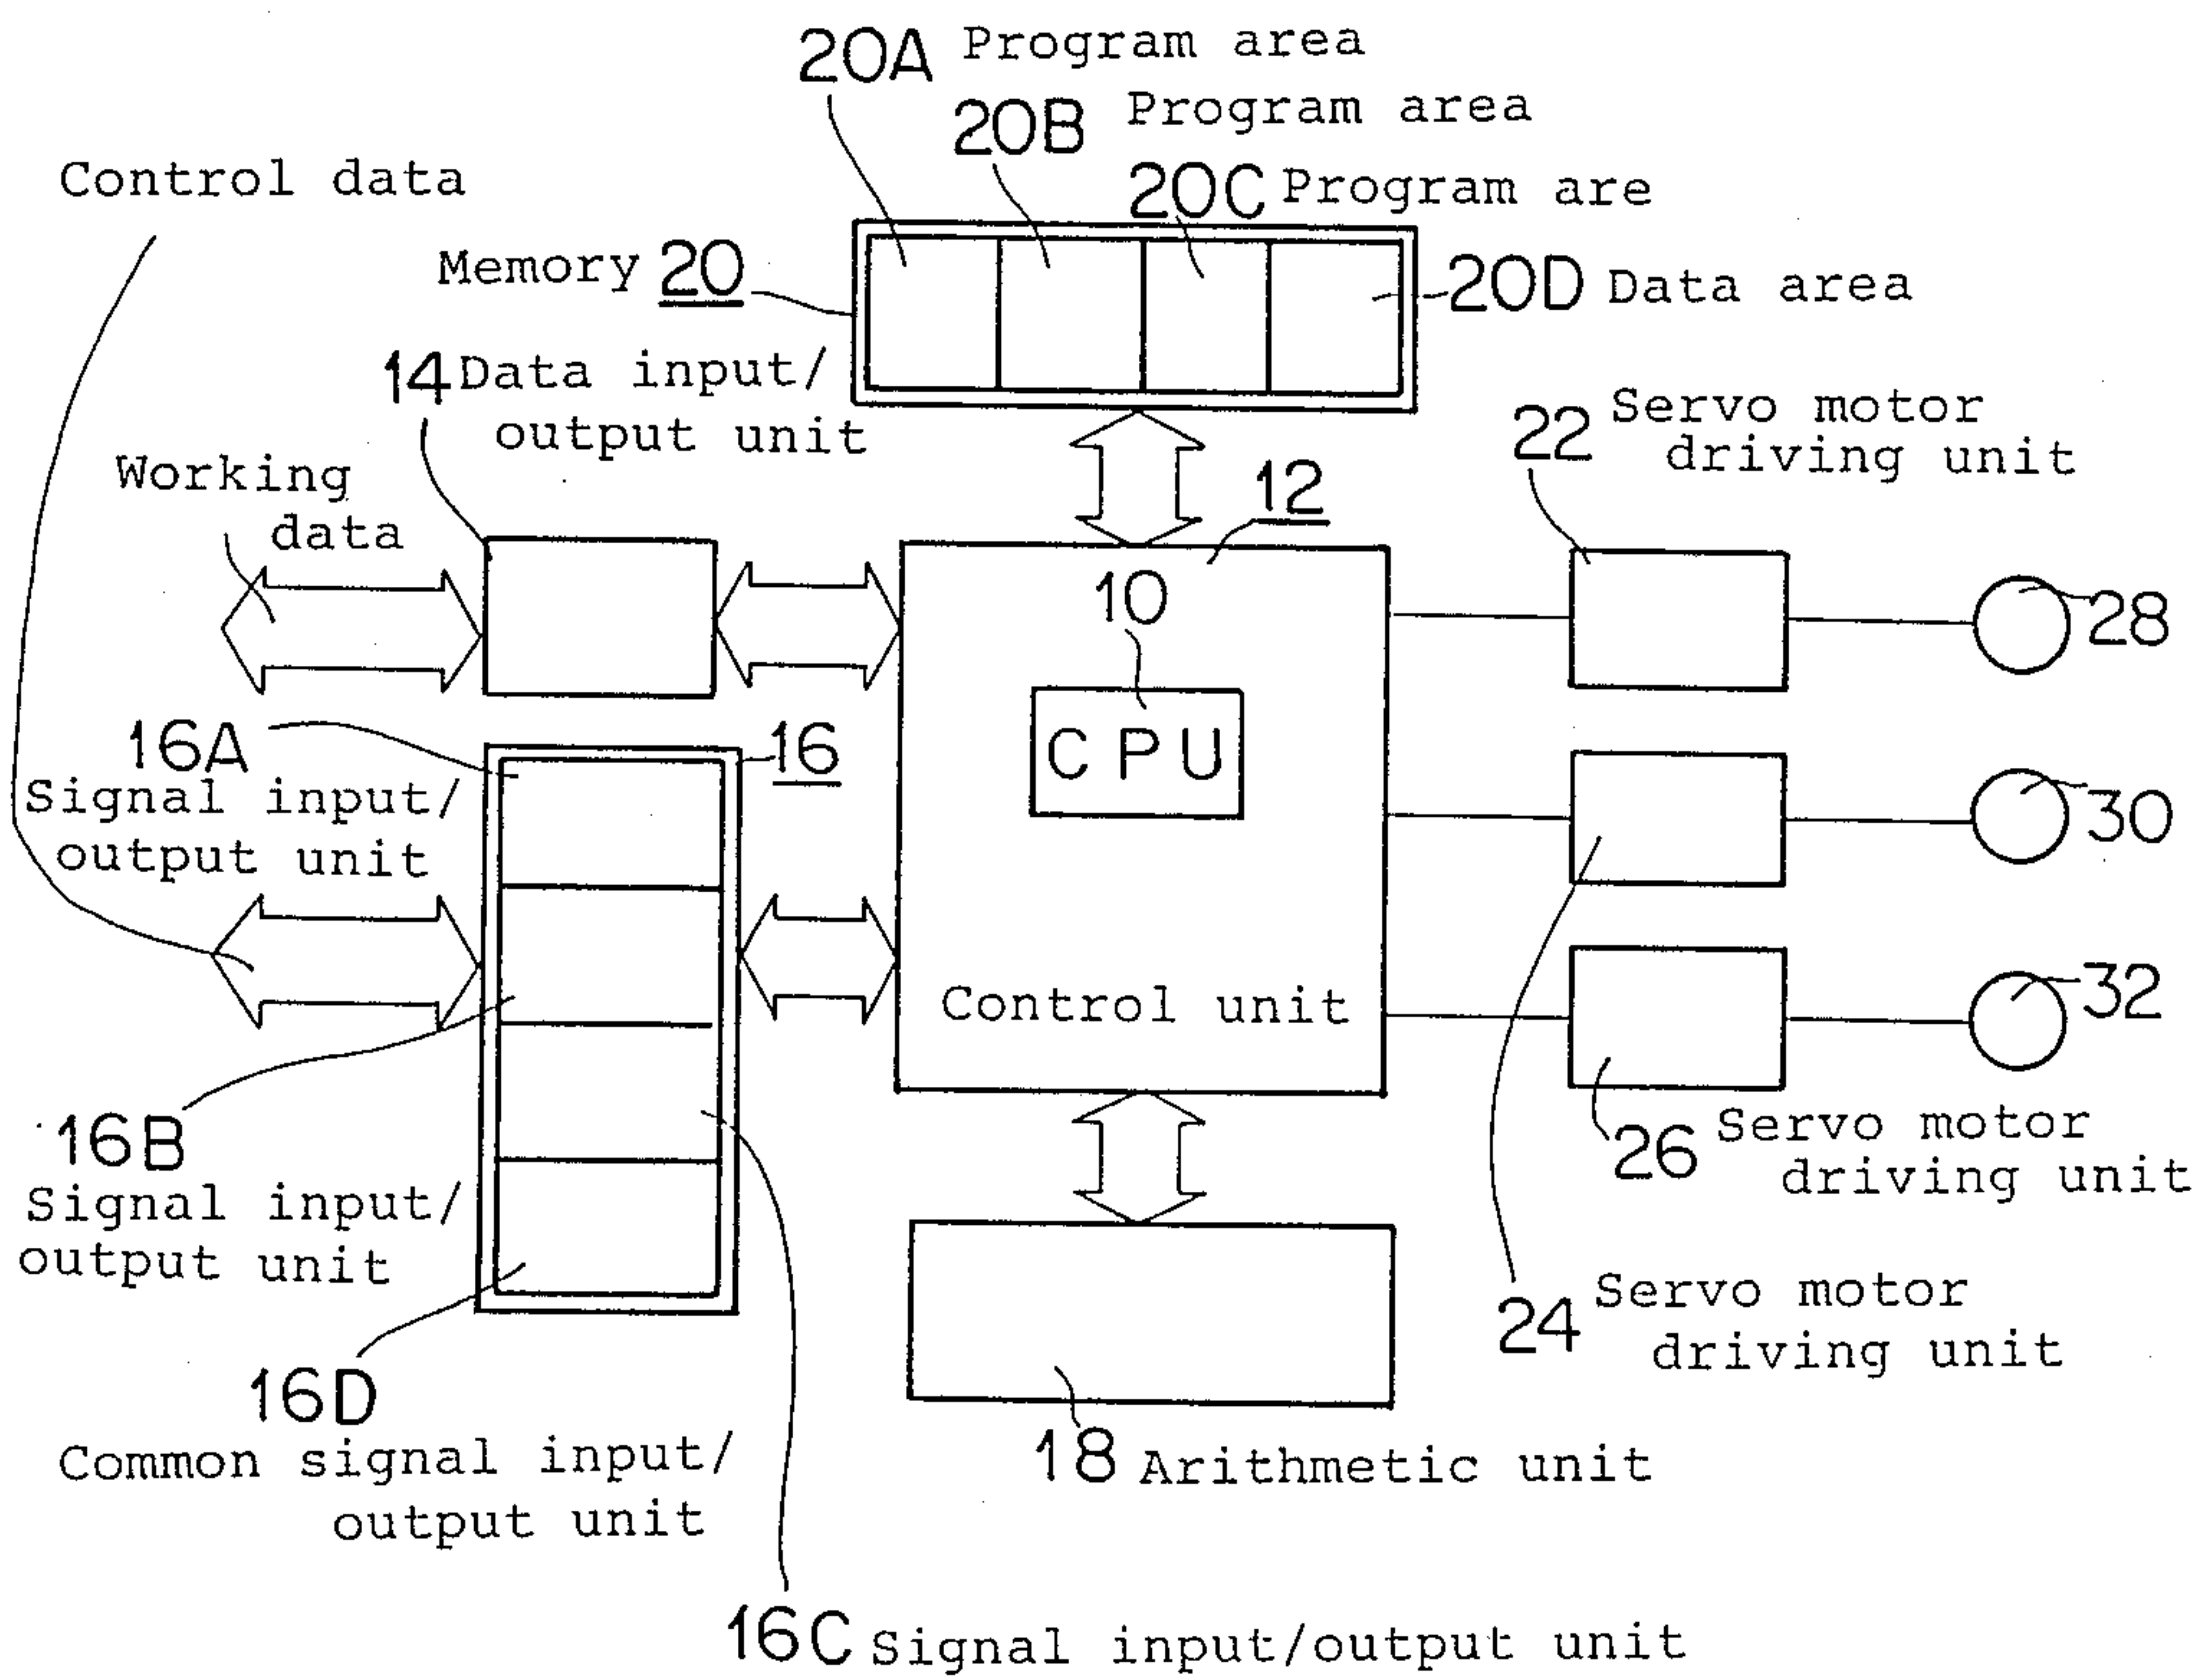 20A Program area
20B Program area
20C Program are
Control data
Memory 20
20D Data area
14 Data input/
output unit
22 Servo motor
driving unit
Working
data
12
10
28
CPU
16A
16
Signal input/
output unit
30
Control unit
32
16B
Signal input/
output unit
26 Servo motor
driving unit
24 Servo motor
driving unit
16D
Common signal input/
output unit
18 Arithmetic unit
16C Signal input/output unit